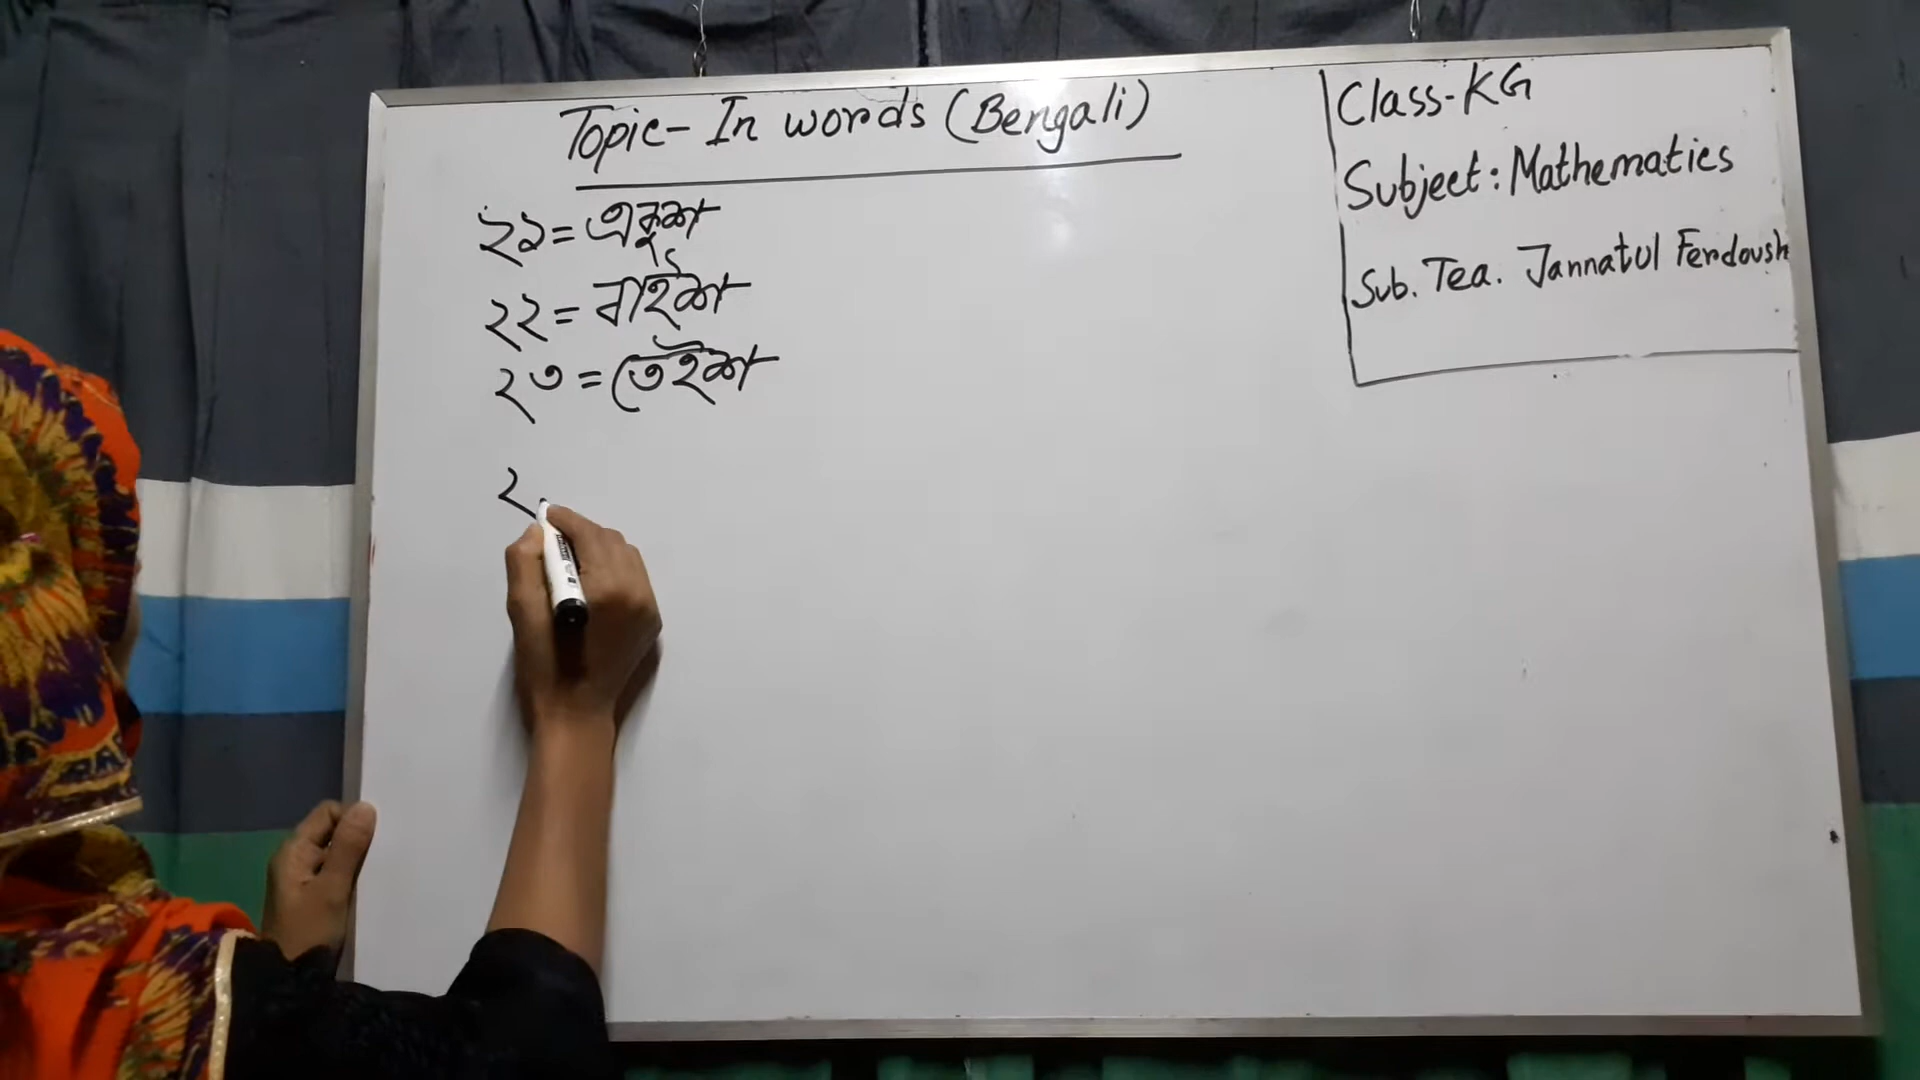 Topic- In words (Bengali)
২১ = একুশ
২২ = বাইশ
২৩ = তেইশ
২
Class-KG
Subject: Mathematics
Sub. Tea. Jannatul Ferdoush